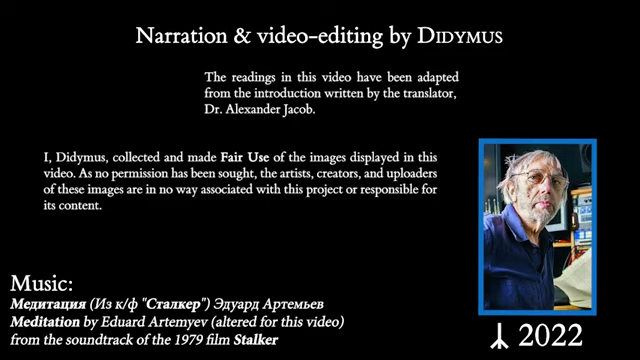 Narration & video-editing by DIDYMUS
The readings in this video have been adapted
from the introduction written by the translator,
Dr. Alexander Jacob.
I, Didymus, collected and made Fair Use of the images displayed in this
video. As no permission has been sought, the artists, creators, and uploaders
of these images are in no way associated with this project or responsible for
its content.
Music:
Медитация (Из к/ф "Сталкер") Эдуард Артемьев
Meditation by Eduard Artemyev (altered for this video)
from the soundtrack of the 1979 film Stalker
ᛣ 2022